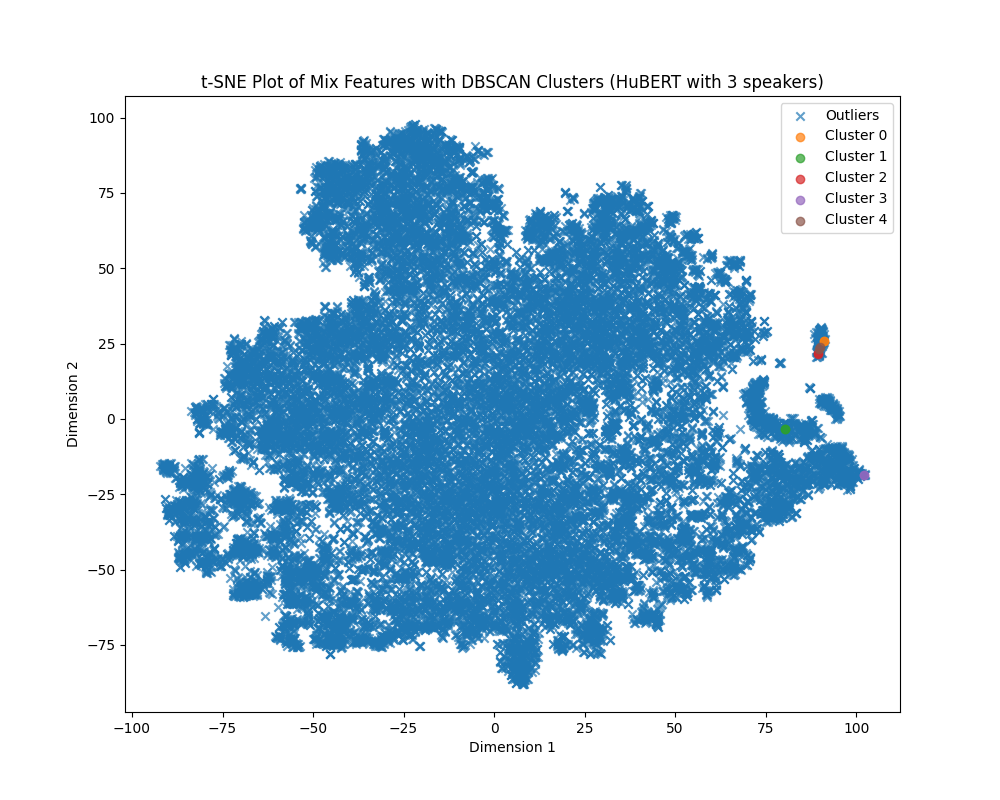 t-SNE Plot of Mix Features with DBSCAN Clusters (HuBERT with 3 speakers)
Outliers
Cluster 0
Cluster 1
Cluster 2
Cluster 3
Cluster 4
Dimension 2
100
75
50
25
0
−25
−50
−75
−100
−75
−50
−25
0
25
50
75
100
Dimension 1